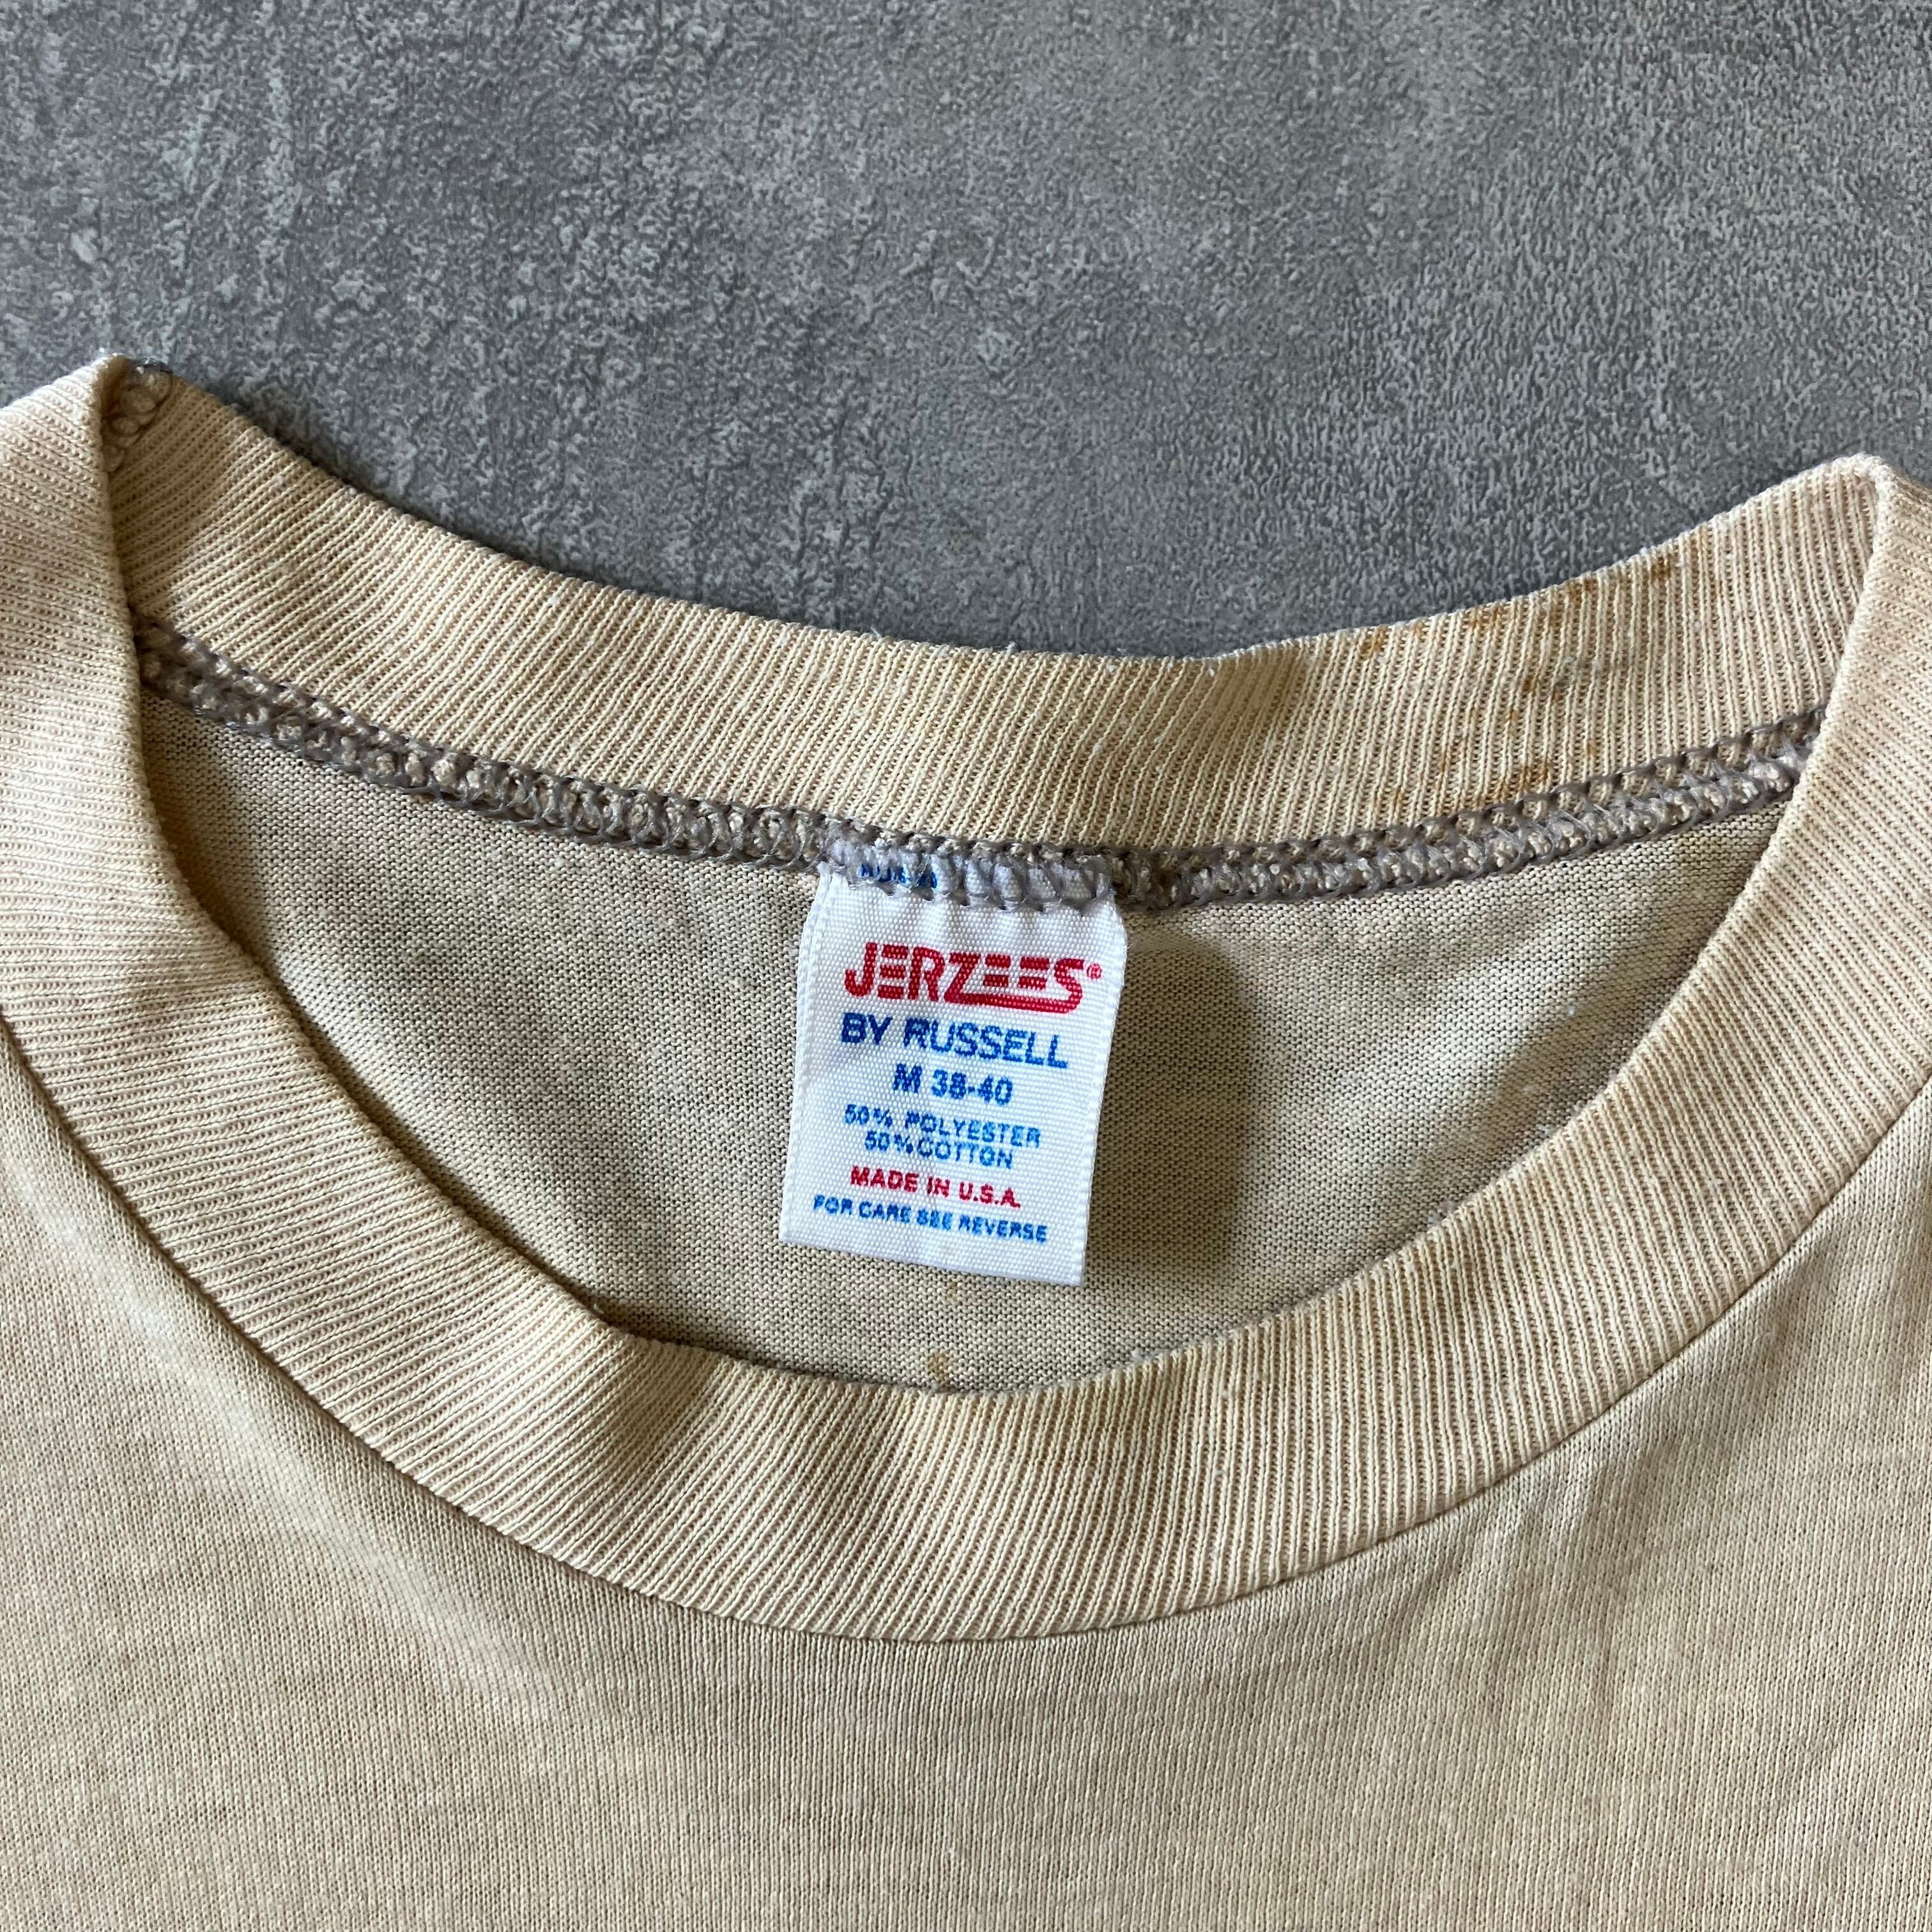 JERZEES®
BY RUSSELL
M 38-40
50% POLYESTER
50% COTTON
MADE IN U.S.A.
FOR CARE SEE REVERSE